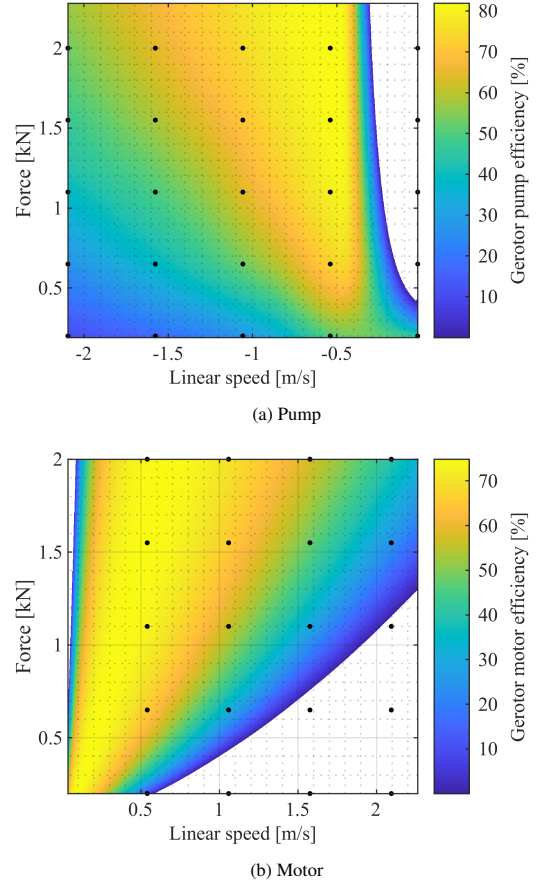 2
1.5
1
0.5
Force [kN]
-2 -1.5 -1 -0.5
Linear speed [m/s]
80
70
60
50
40
30
20
10
Gerotor pump efficiency [%]
(a) Pump
2
1.5
1
0.5
Force [kN]
0.5 1 1.5 2
Linear speed [m/s]
70
60
50
40
30
20
10
Gerotor motor efficiency [%]
(b) Motor